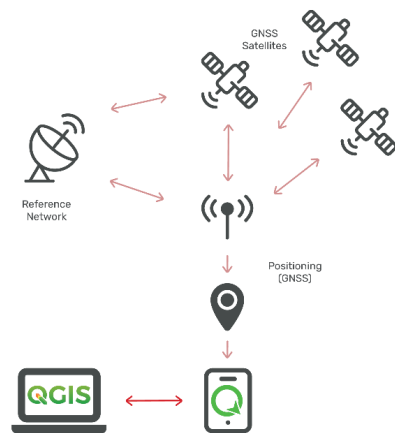 GNSS
Satellites
Reference
Network
Positioning
(GNSS)
QGIS